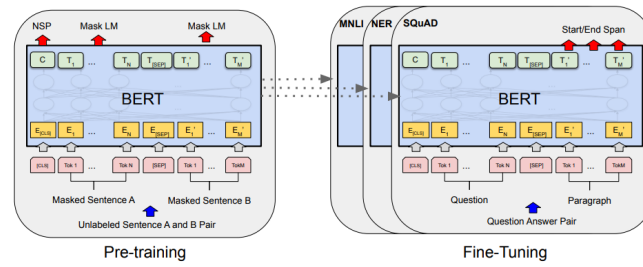 NSP Mask LM Mask LM
MNLI NER SQuAD Start/End Span
C T1 ... TN T[SEP] T1' ... TM'
C T1 ... TN T[SEP] T1' ... TM'
BERT
BERT
E[CLS] E1 ... EN E[SEP] E1' ... EM'
E[CLS] E1 ... EN E[SEP] E1' ... EM'
[CLS] Tok 1 ... Tok N [SEP] Tok 1 ... TokM
[CLS] Tok 1 ... Tok N [SEP] Tok 1 ... TokM
Masked Sentence A Masked Sentence B
Question Paragraph
Unlabeled Sentence A and B Pair
Question Answer Pair
Pre-training
Fine-Tuning